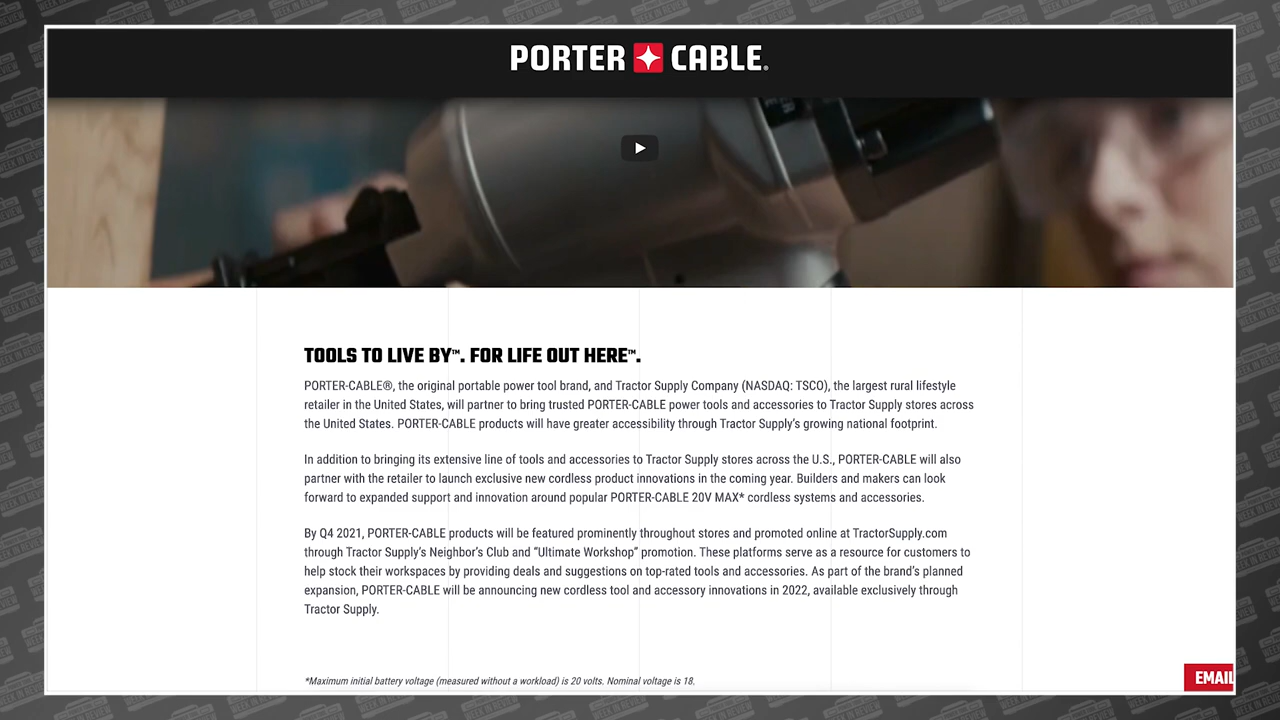 PORTER CABLE®
TOOLS TO LIVE BY™. FOR LIFE OUT HERE™.
PORTER-CABLE®, the original portable power tool brand, and Tractor Supply Company (NASDAQ: TSCO), the largest rural lifestyle
retailer in the United States, will partner to bring trusted PORTER-CABLE power tools and accessories to Tractor Supply stores across
the United States. PORTER-CABLE products will have greater accessibility through Tractor Supply's growing national footprint.
In addition to bringing its extensive line of tools and accessories to Tractor Supply stores across the U.S., PORTER-CABLE will also
partner with the retailer to launch exclusive new cordless product innovations in the coming year. Builders and makers can look
forward to expanded support and innovation around popular PORTER-CABLE 20V MAX* cordless systems and accessories.
By Q4 2021, PORTER-CABLE products will be featured prominently throughout stores and promoted online at TractorSupply.com
through Tractor Supply's Neighbor's Club and “Ultimate Workshop” promotion. These platforms serve as a resource for customers to
help stock their workspaces by providing deals and suggestions on top-rated tools and accessories. As part of the brand's planned
expansion, PORTER-CABLE will be announcing new cordless tool and accessory innovations in 2022, available exclusively through
Tractor Supply.
*Maximum initial battery voltage (measured without a workload) is 20 volts. Nominal voltage is 18.
EMAIL